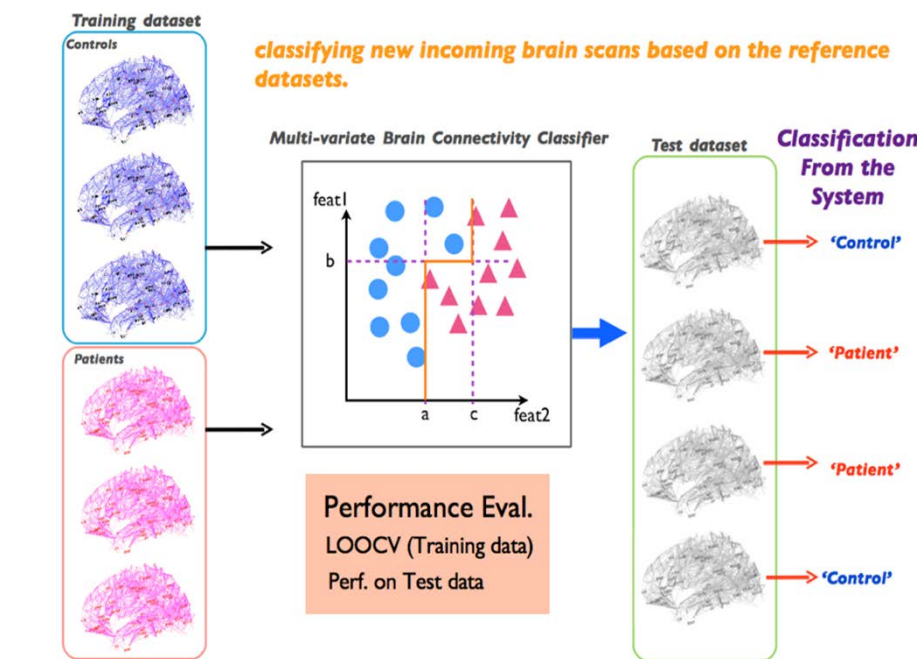 Training dataset
Controls
classifying new incoming brain scans based on the reference
datasets.
Multi-variate Brain Connectivity Classifier
feat1
b
a
c
feat2
Patients
Performance Eval.
LOOCV (Training data)
Perf. on Test data
Test dataset
Classification
From the
System
‘Control’
‘Patient’
‘Patient’
‘Control’